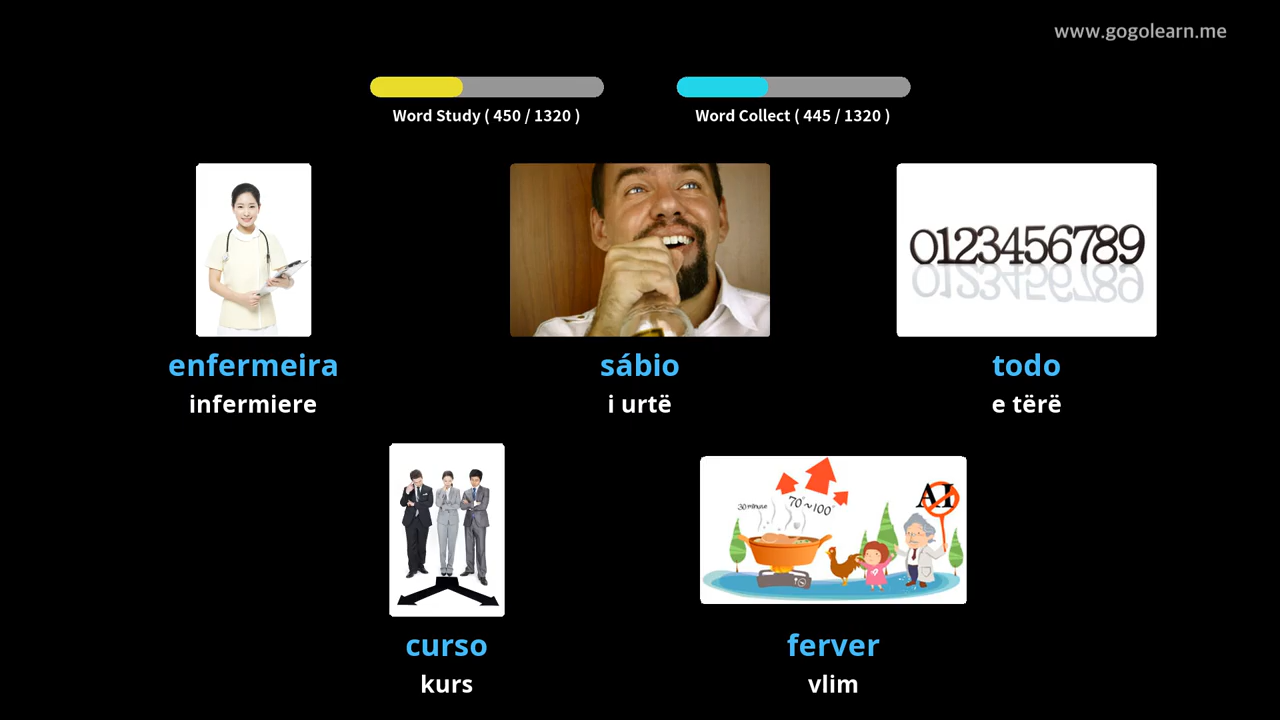 www.gogolearn.me
Word Study ( 450 / 1320 )
Word Collect ( 445 / 1320 )
0123456789
enfermeira
sábio
todo
infermiere
i urtë
e tërë
30 minute
70°~100°
AI
curso
ferver
kurs
vlim